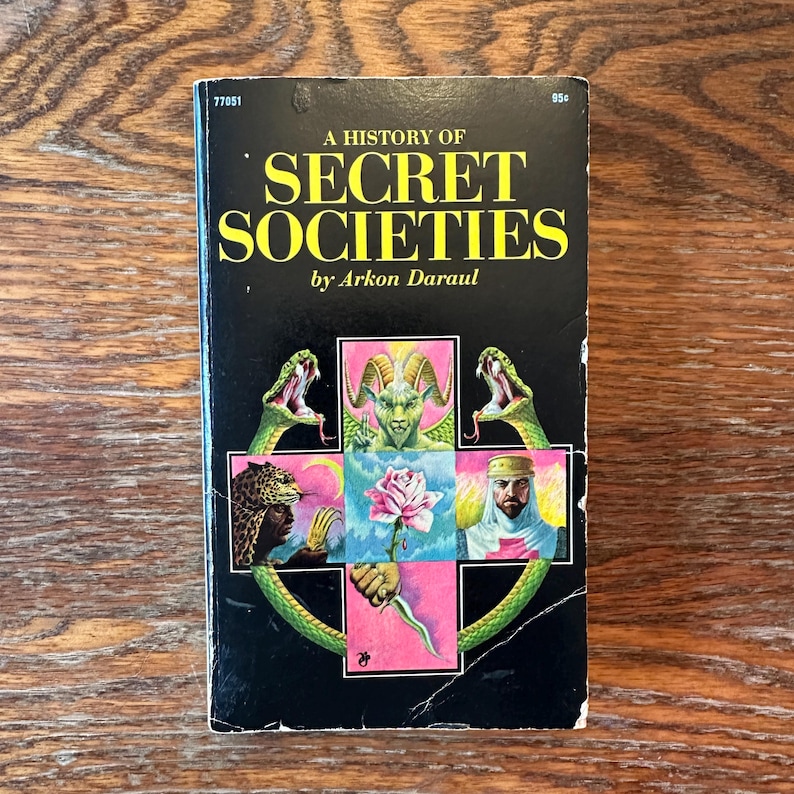 77051
95¢
A HISTORY OF
SECRET
SOCIETIES
by Arkon Daraul